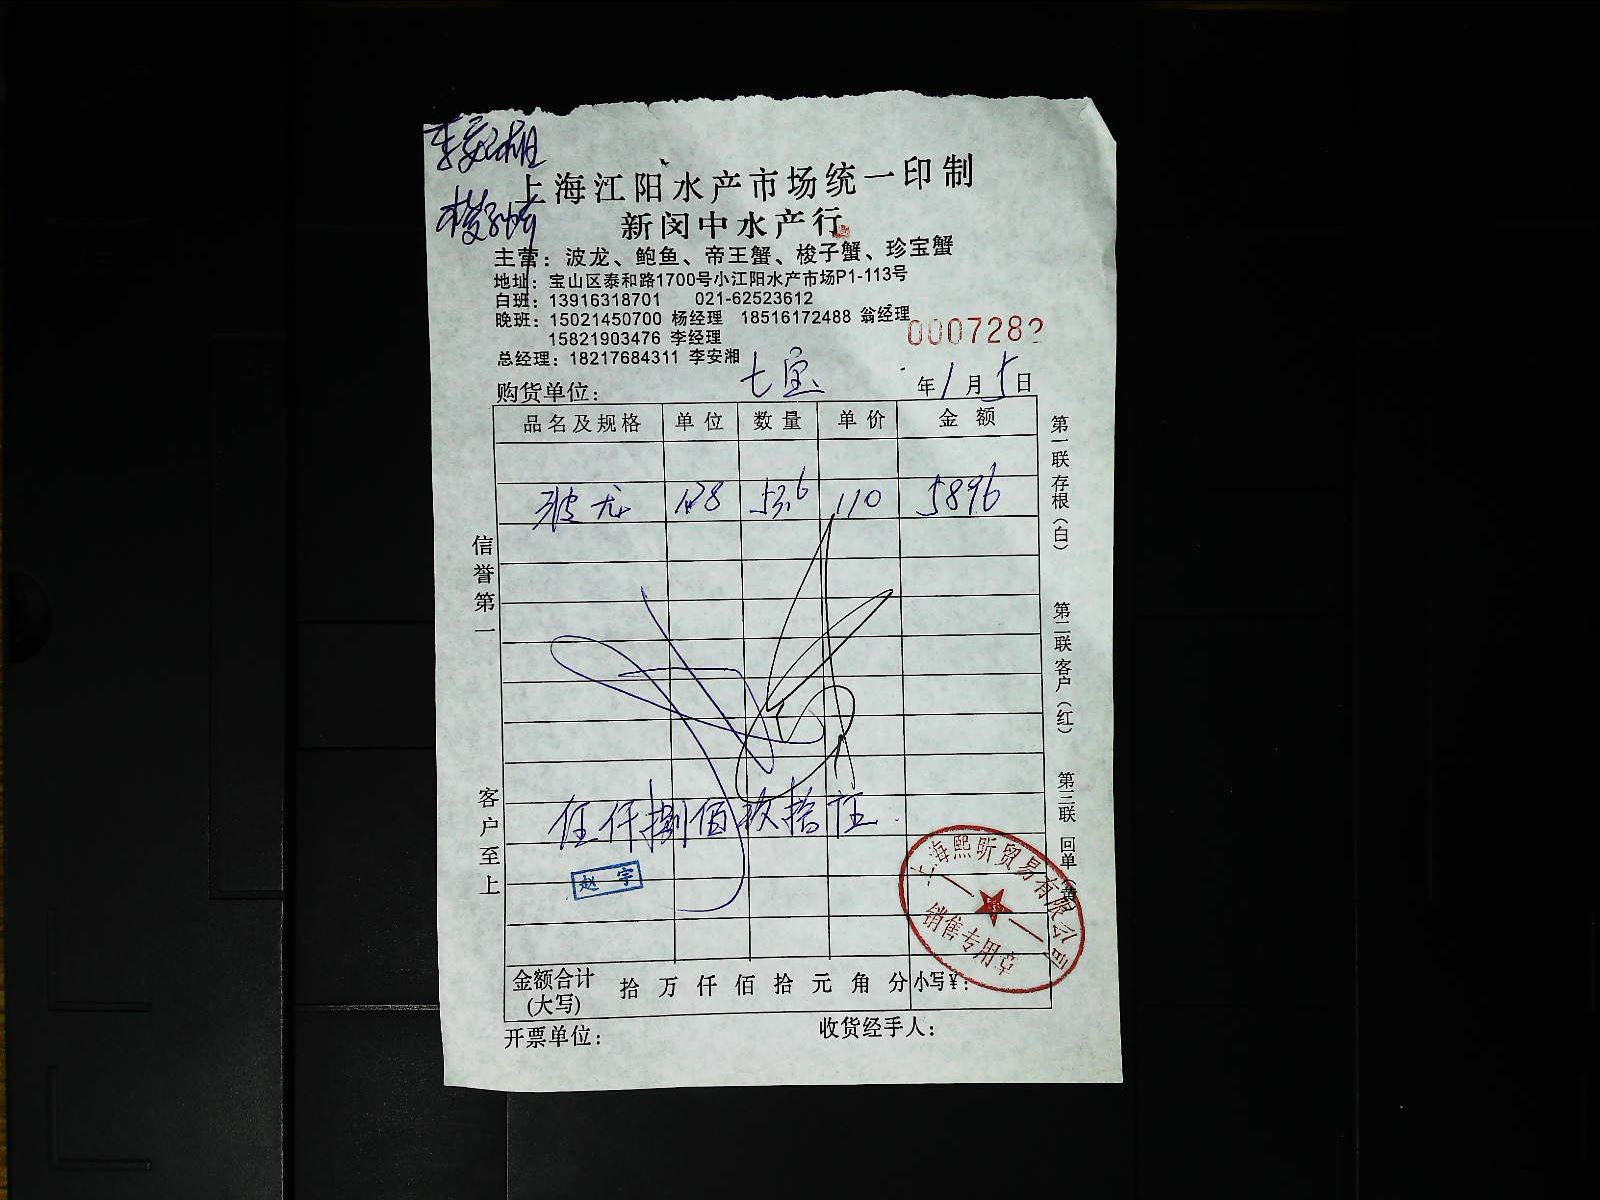 上海江阳水产市场统一印制
新闵中水产行
主营：波龙、鲍鱼、帝王蟹、梭子蟹、珍宝蟹
地址：宝山区泰和路1700号小江阳水产市场P1-113号
白班：13916318701 021-62523612
晚班：15021450700 杨经理 18516172488 翁经理
15821903476 李经理
总经理：18217684311 李安湘
000728
购货单位：七宝 年1月5日
品名及规格 单位 数量 单价 金额
波龙 53.6 110 5896
伍仟捌佰玖拾伍
赵宇
金额合计(大写) 拾万仟佰拾元角分 小写¥：
开票单位： 收货经手人：
信誉第一
客户至上
第一联 存根（白）
第二联 客户（红）
第三联 回单（黄）
上海熙昕贸易有限公司
销售专用章